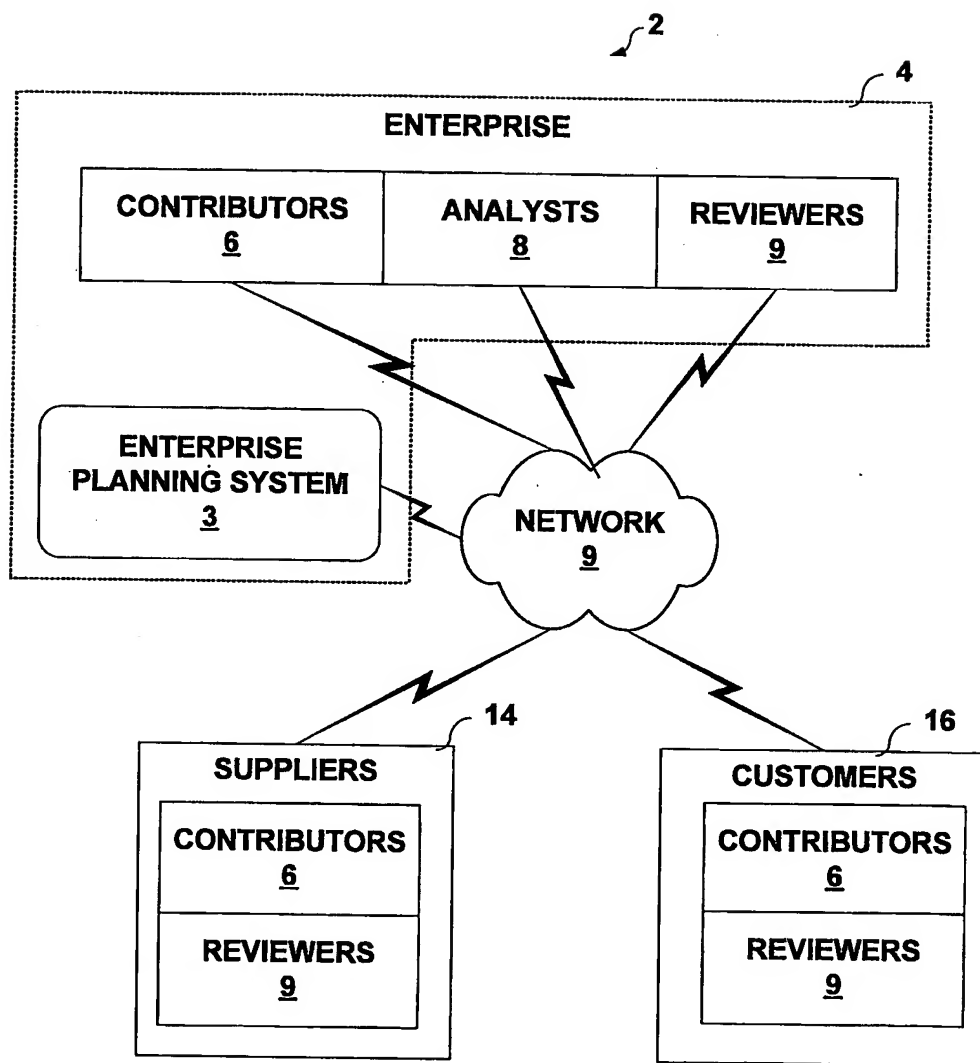 2
4
ENTERPRISE
CONTRIBUTORS
6
ANALYSTS
8
REVIEWERS
9
ENTERPRISE
PLANNING SYSTEM
3
NETWORK
9
14
SUPPLIERS
CONTRIBUTORS
6
REVIEWERS
9
16
CUSTOMERS
CONTRIBUTORS
6
REVIEWERS
9